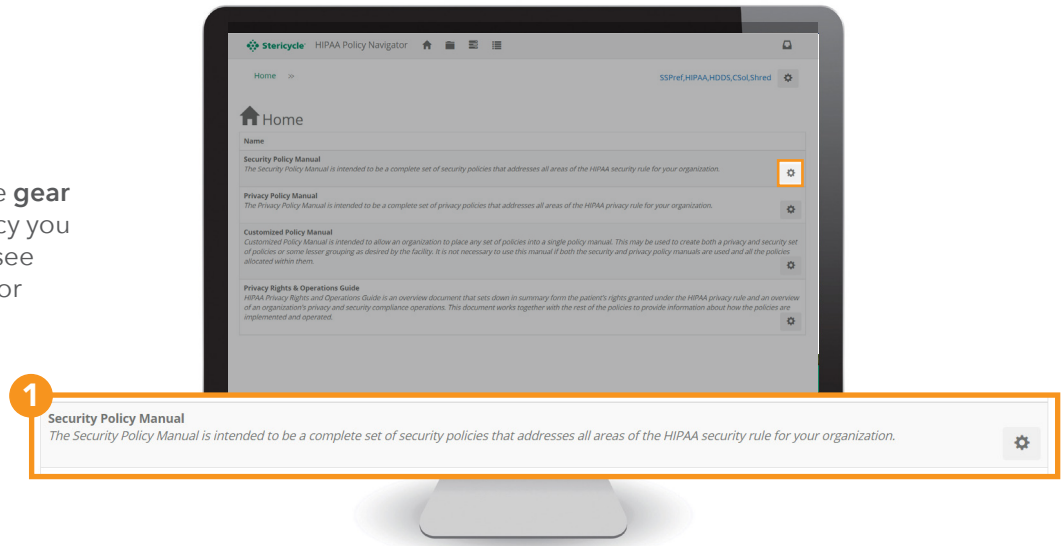 Stericycle HIPAA Policy Navigator
Home »
SSPref,HIPAA,HDDS,CSol,Shred
Home
Name
Security Policy Manual
The Security Policy Manual is intended to be a complete set of security policies that addresses all areas of the HIPAA security rule for your organization.
Privacy Policy Manual
The Privacy Policy Manual is intended to be a complete set of privacy policies that addresses all areas of the HIPAA privacy rule for your organization.
Customized Policy Manual
Customized Policy Manual is intended to allow an organization to place any set of policies into a single policy manual. This may be used to create both a privacy and security set
of policies or some lesser grouping as desired by the facility. It is not necessary to use this manual if both the security and privacy policy manuals are used and all the policies
allocated within them.
Privacy Rights & Operations Guide
HIPAA Privacy Rights and Operations Guide is an overview document that sets down in summary form the patient's rights granted under the HIPAA privacy rule and an overview
of an organization's privacy and security compliance operations. This document works together with the rest of the policies to provide information about how the policies are
implemented and operated.
e gear
cy you
see
or
1
Security Policy Manual
The Security Policy Manual is intended to be a complete set of security policies that addresses all areas of the HIPAA security rule for your organization.